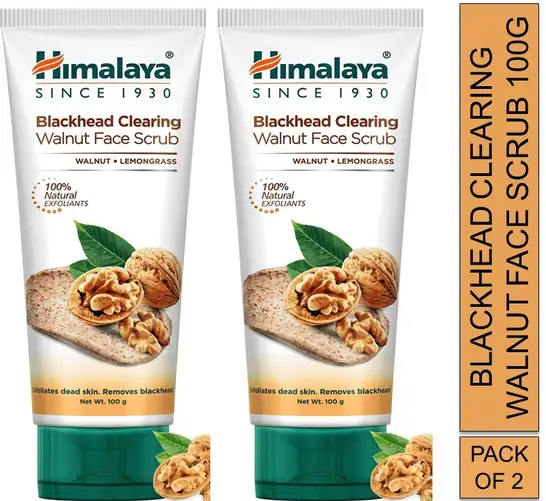 Himalaya®
SINCE 1930
Blackhead Clearing
Walnut Face Scrub
WALNUT • LEMONGRASS
100%
Natural
EXFOLIANTS
Exfoliates dead skin. Removes blackheads
Net Wt. 100 g
Himalaya®
SINCE 1930
Blackhead Clearing
Walnut Face Scrub
WALNUT • LEMONGRASS
100%
Natural
EXFOLIANTS
Exfoliates dead skin. Removes blackheads
Net Wt. 100 g
BLACKHEAD CLEARING
WALNUT FACE SCRUB 100G
PACK
OF 2